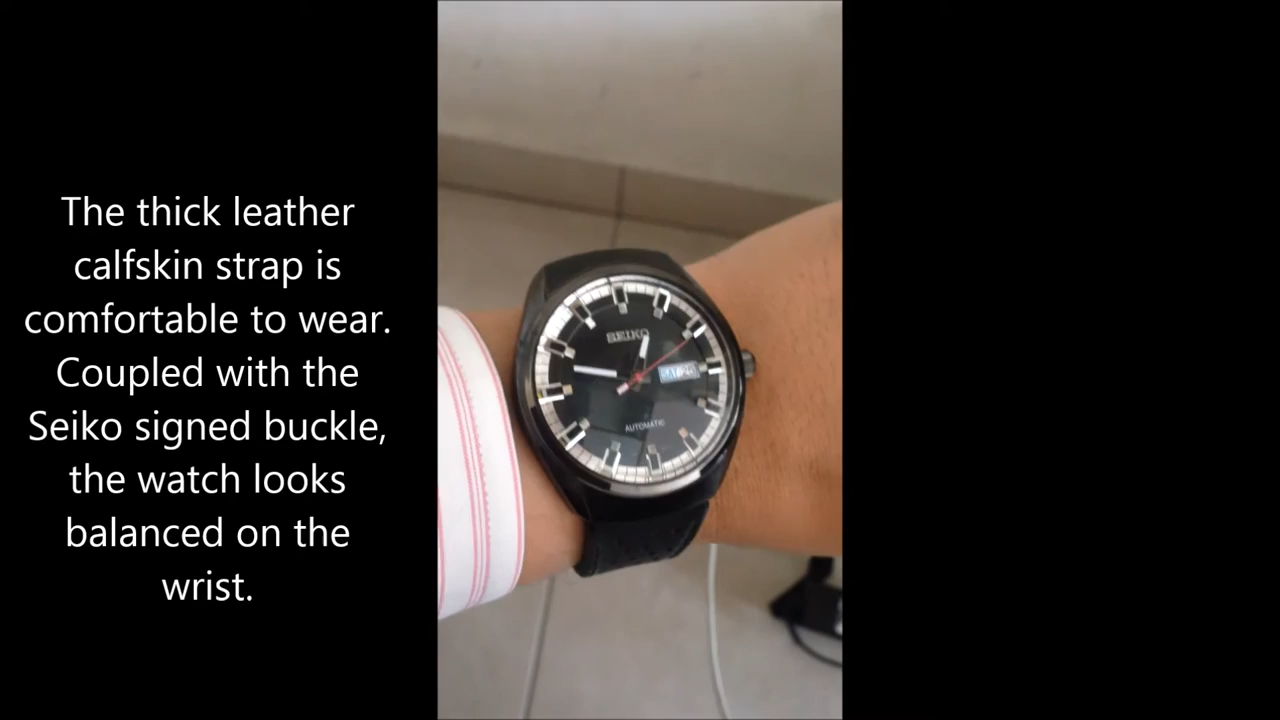 The thick leather
calfskin strap is
comfortable to wear.
Coupled with the
Seiko signed buckle,
the watch looks
balanced on the
wrist.
SEIKO
SAT 26
AUTOMATIC